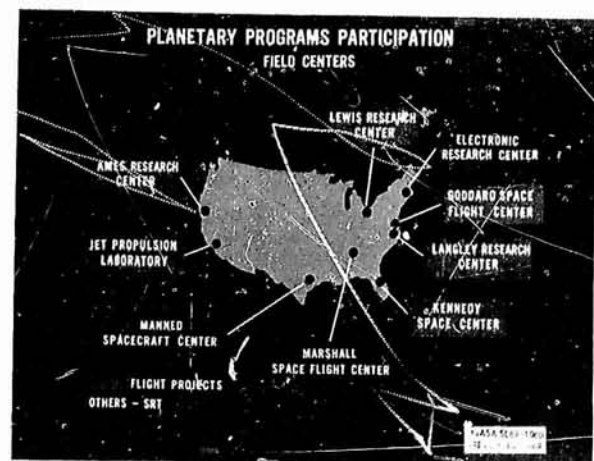 PLANETARY PROGRAMS PARTICIPATION
FIELD CENTERS
LEWIS RESEARCH
CENTER
ELECTRONIC
RESEARCH CENTER
AMES RESEARCH
CENTER
GODDARD SPACE
FLIGHT CENTER
JET PROPULSION
LABORATORY
LANGLEY RESEARCH
CENTER
KENNEDY
SPACE CENTER
MANNED
SPACECRAFT CENTER
MARSHALL
SPACE FLIGHT CENTER
FLIGHT PROJECTS
OTHERS - SRT
NASA